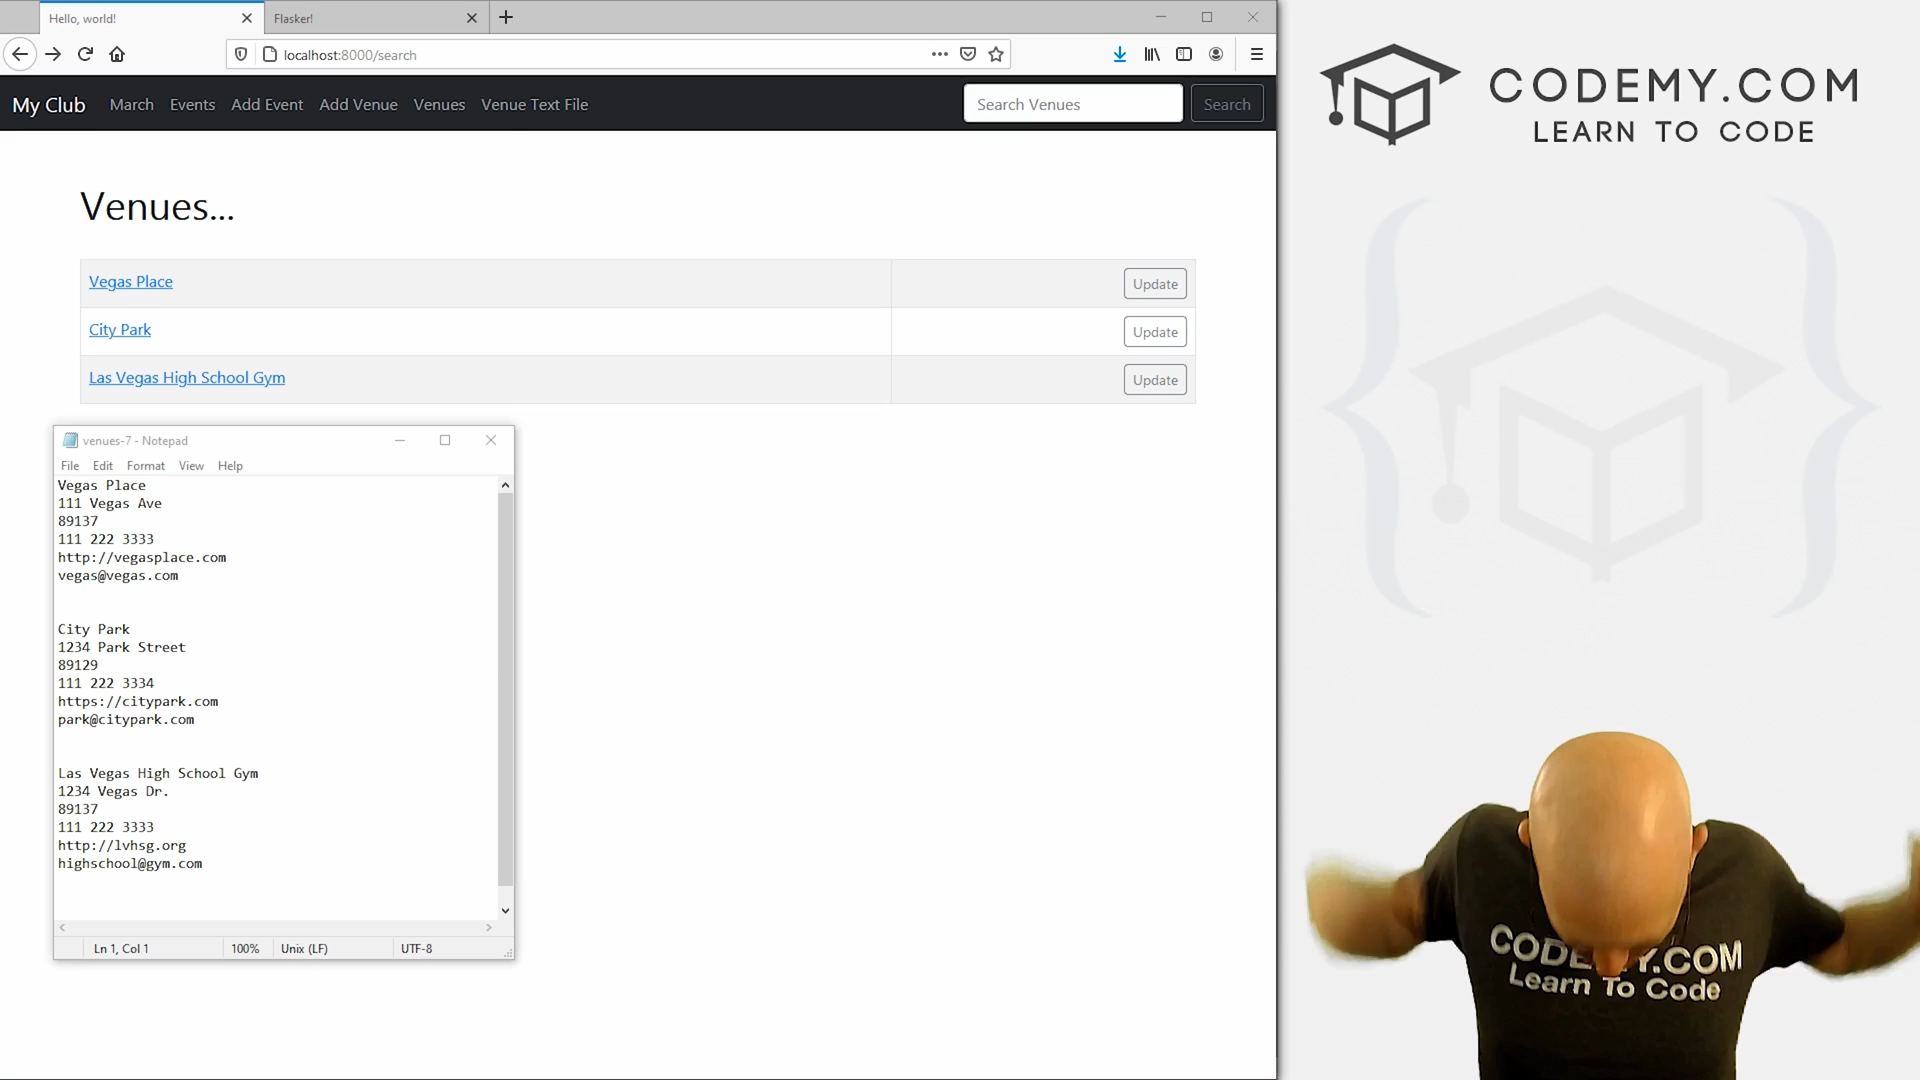 Hello, world!
Flasker!
localhost:8000/search
My Club
March
Events
Add Event
Add Venue
Venues
Venue Text File
Search Venues
Search
Venues...
Vegas Place
Update
City Park
Update
Las Vegas High School Gym
Update
venues-7 - Notepad
File
Edit
Format
View
Help
Vegas Place
111 Vegas Ave
89137
111 222 3333
http://vegasplace.com
vegas@vegas.com
City Park
1234 Park Street
89129
111 222 3334
https://citypark.com
park@citypark.com
Las Vegas High School Gym
1234 Vegas Dr.
89137
111 222 3333
http://lvhsg.org
highschool@gym.com
Ln 1, Col 1
100%
Unix (LF)
UTF-8
CODEMY.COM
LEARN TO CODE
Learn To Code